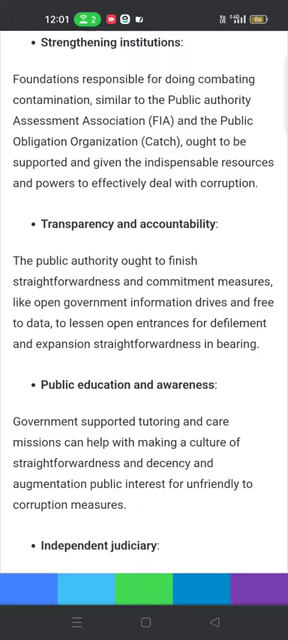 12:01 2 86
• Strengthening institutions:
Foundations responsible for doing combating
contamination, similar to the Public authority
Assessment Association (FIA) and the Public
Obligation Organization (Catch), ought to be
supported and given the indispensable resources
and powers to effectively deal with corruption.
• Transparency and accountability:
The public authority ought to finish
straightforwardness and commitment measures,
like open government information drives and free
to data, to lessen open entrances for defilement
and expansion straightforwardness in bearing.
• Public education and awareness:
Government supported tutoring and care
missions can help with making a culture of
straightforwardness and decency and
augmentation public interest for unfriendly to
corruption measures.
• Independent judiciary: